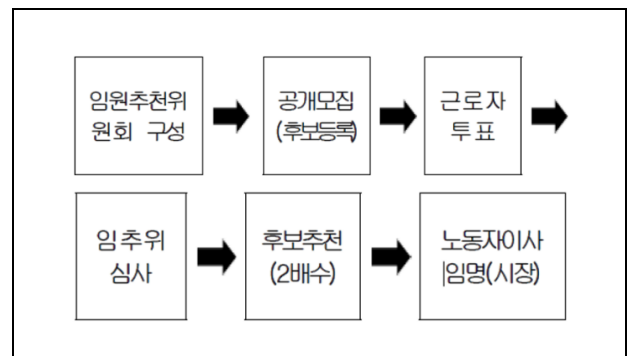 임원추천위
원회 구성
공개모집
(후보등록)
근로자
투표
임추위
심사
후보추천
(2배수)
노동자이사
임명(시장)